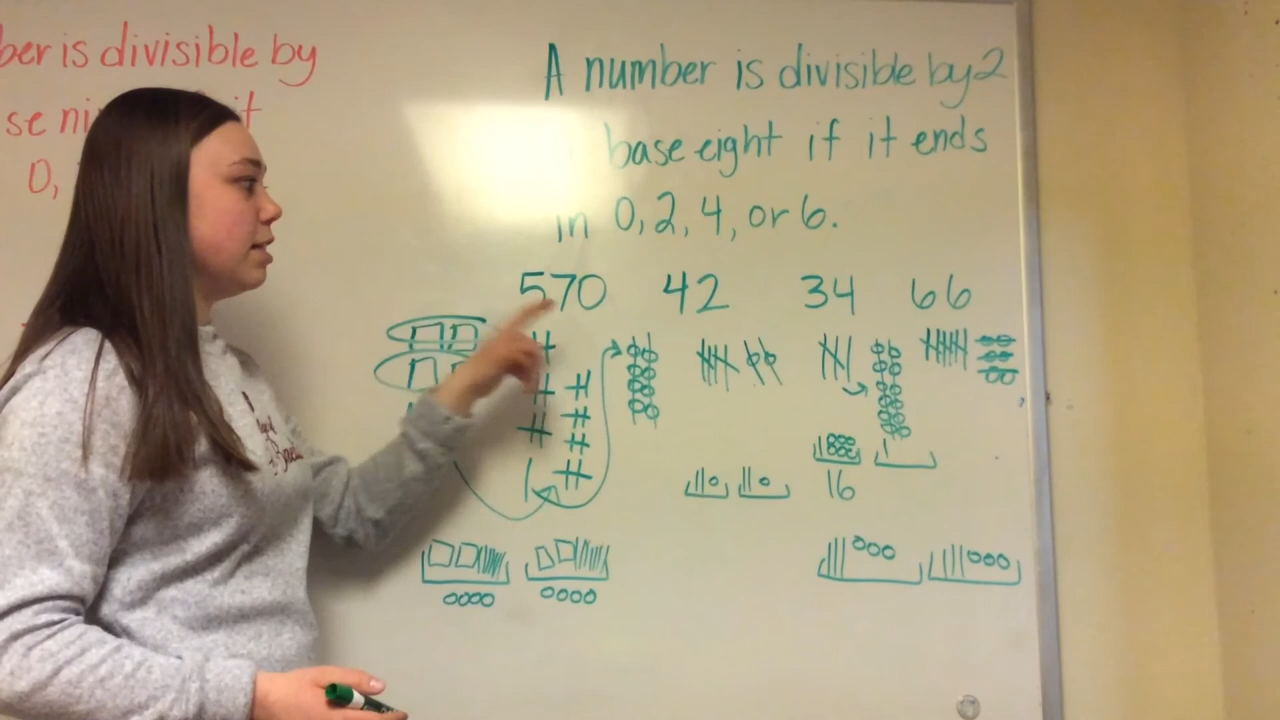 ber is divisible by
se ni it
0,
A number is divisible by 2
base eight if it ends
in 0, 2, 4, or 6.
570 42 34 66
16